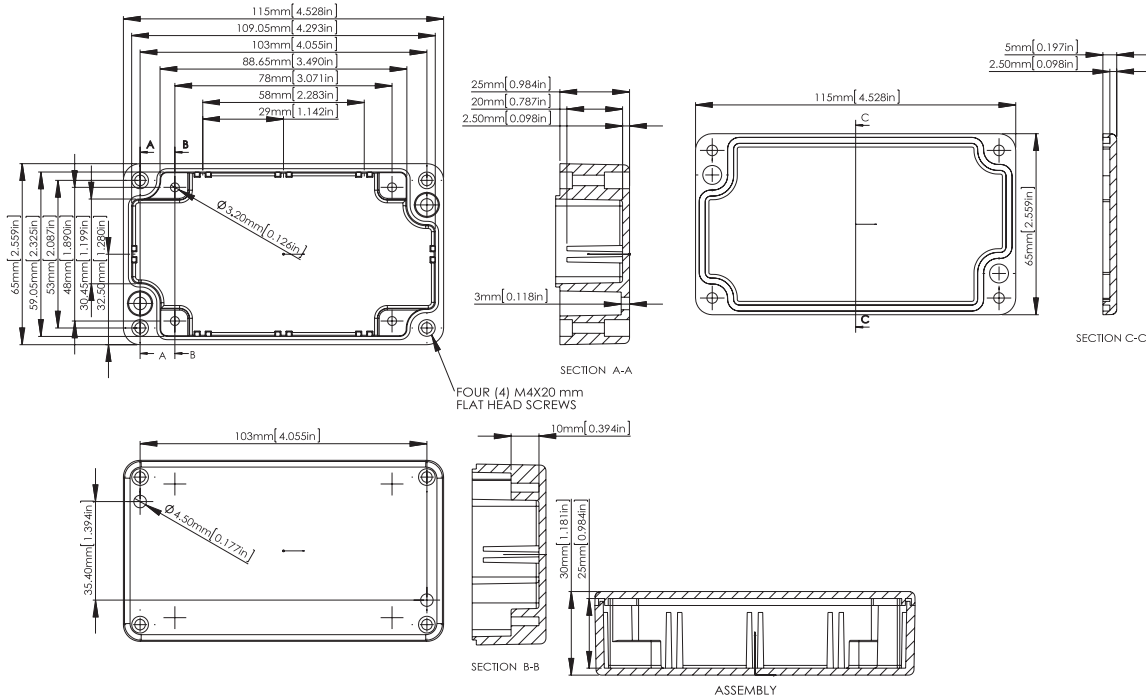 115mm[ 4.528in]
109.05mm[ 4.293in]
103mm[ 4.055in]
88.65mm[ 3.490in]
78mm[ 3.071in]
58mm[ 2.283in]
29mm[ 1.142in]
A
B
65mm[ 2.559in]
59.05mm[ 2.325in]
53mm[ 2.087in]
48mm[ 1.890in]
30.45mm[ 1.199in]
32.50mm[ 1.280in]
Ø3.20mm[0.126in]
A
B
FOUR (4) M4X20 mm
FLAT HEAD SCREWS
25mm[0.984in]
20mm[0.787in]
2.50mm[0.098in]
3mm[0.118in]
SECTION A-A
115mm[ 4.528in]
C
65mm[ 2.559in]
C
5mm[0.197in]
2.50mm[0.098in]
SECTION C-C
103mm[ 4.055in]
35.40mm[ 1.394in]
Ø4.50mm[0.177in]
10mm[0.394in]
SECTION B-B
30mm[ 1.181in]
25mm[ 0.984in]
ASSEMBLY